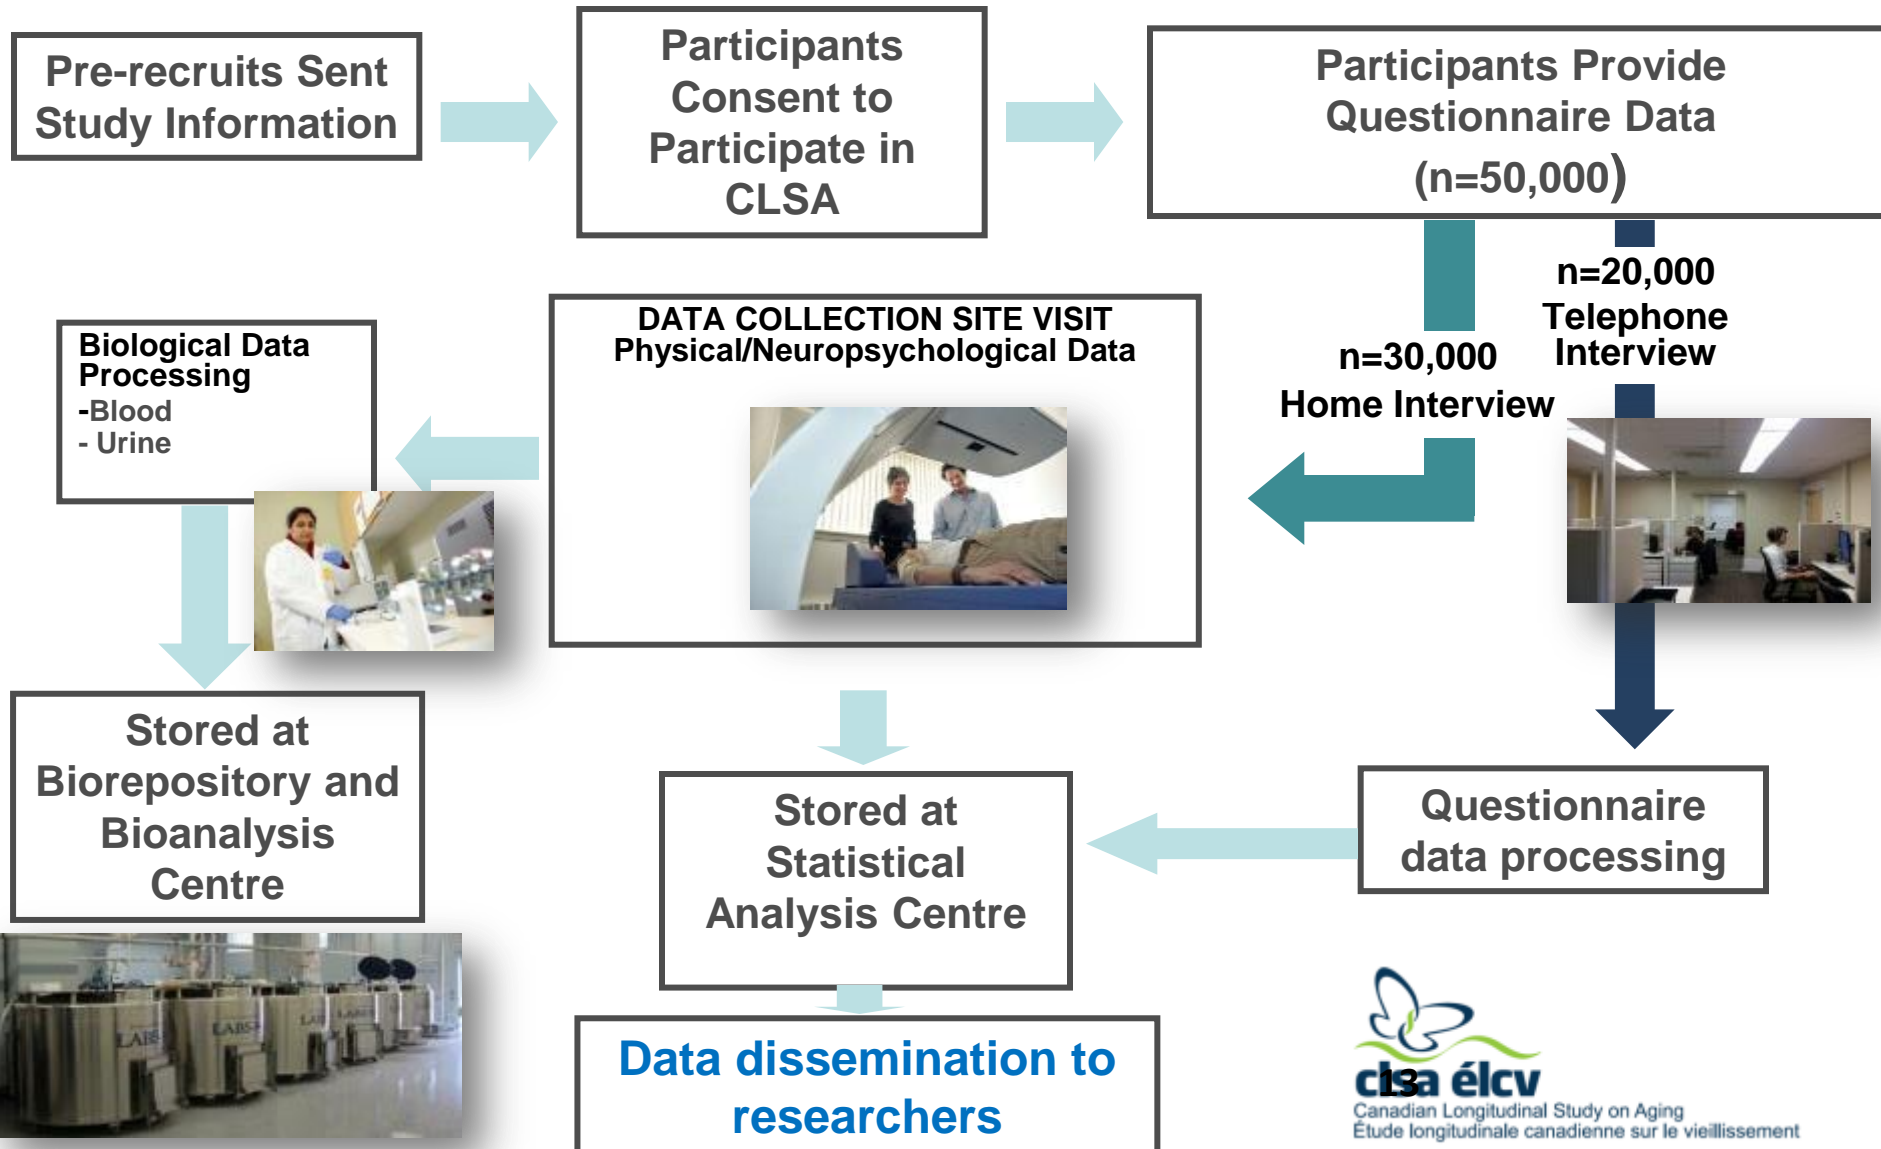 Pre-recruits Sent
Study Information
Participants
Consent to
Participate in
CLSA
Participants Provide
Questionnaire Data
(n=50,000)
n=20,000
Telephone
Interview
n=30,000
Home Interview
DATA COLLECTION SITE VISIT
Physical/Neuropsychological Data
Biological Data
Processing
-Blood
- Urine
Stored at
Biorepository and
Bioanalysis
Centre
Stored at
Statistical
Analysis Centre
Questionnaire
data processing
Data dissemination to
researchers
LABS
LABS
clsa élcv
13
Canadian Longitudinal Study on Aging
Étude longitudinale canadienne sur le vieillissement